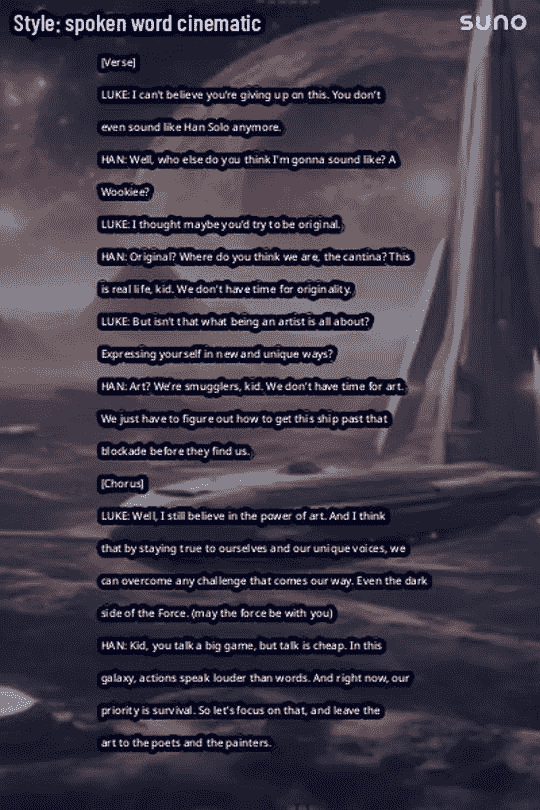 Style: spoken word cinematic
SUNO
[Verse]
LUKE: I can't believe you're giving up on this. You don't
even sound like Han Solo anymore.
HAN: Well, who else do you think I'm gonna sound like? A
Wookiee?
LUKE: I thought maybe you'd try to be original.
HAN: Original? Where do you think we are, the cantina? This
is real life, kid. We don't have time for originality.
LUKE: But isn't that what being an artist is all about?
Expressing yourself in new and unique ways?
HAN: Art? We're smugglers, kid. We don't have time for art.
We just have to figure out how to get this ship past that
blockade before they find us.
[Chorus]
LUKE: Well, I still believe in the power of art. And I think
that by staying true to ourselves and our unique voices, we
can overcome any challenge that comes our way. Even the dark
side of the Force. (may the force be with you)
HAN: Kid, you talk a big game, but talk is cheap. In this
galaxy, actions speak louder than words. And right now, our
priority is survival. So let's focus on that, and leave the
art to the poets and the painters.